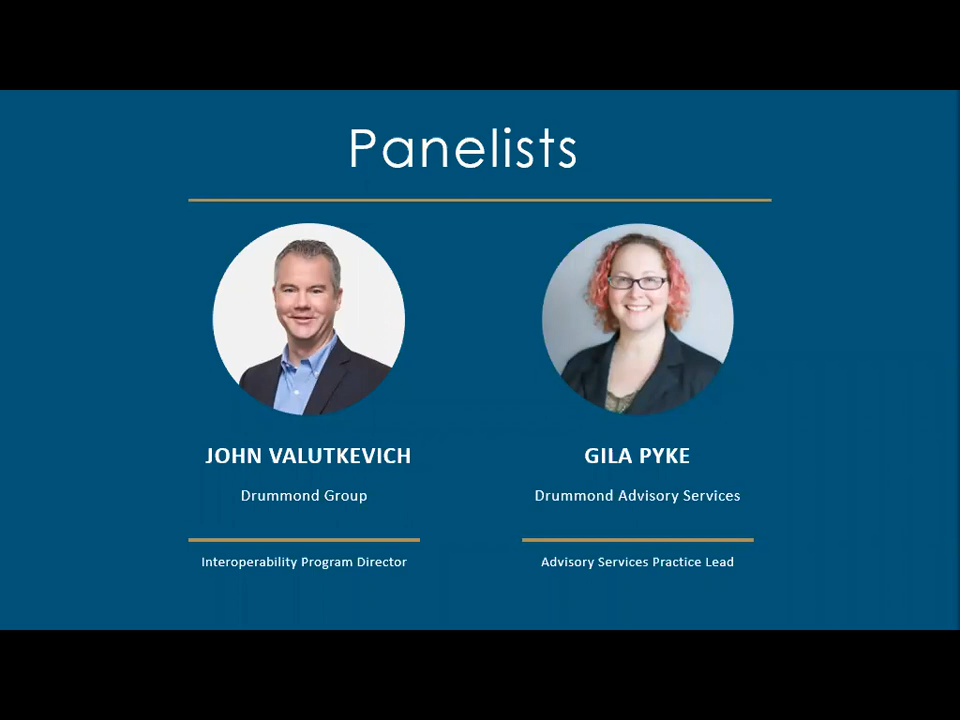 Panelists
JOHN VALUTKEVICH
GILA PYKE
Drummond Group
Drummond Advisory Services
Interoperability Program Director
Advisory Services Practice Lead